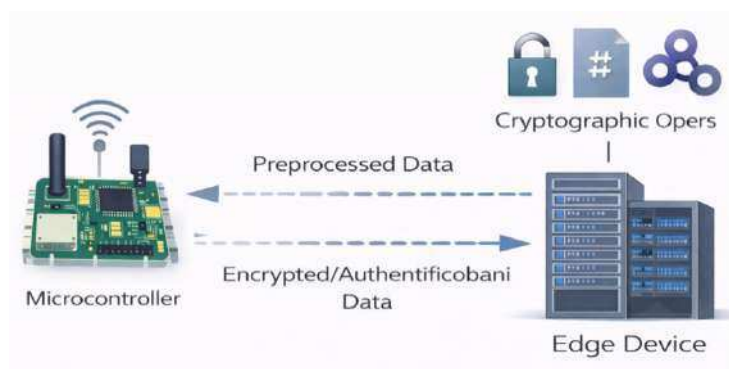 #
Cryptographic Opers
Preprocessed Data
Encrypted/Authentificobani
Data
Microcontroller
Edge Device